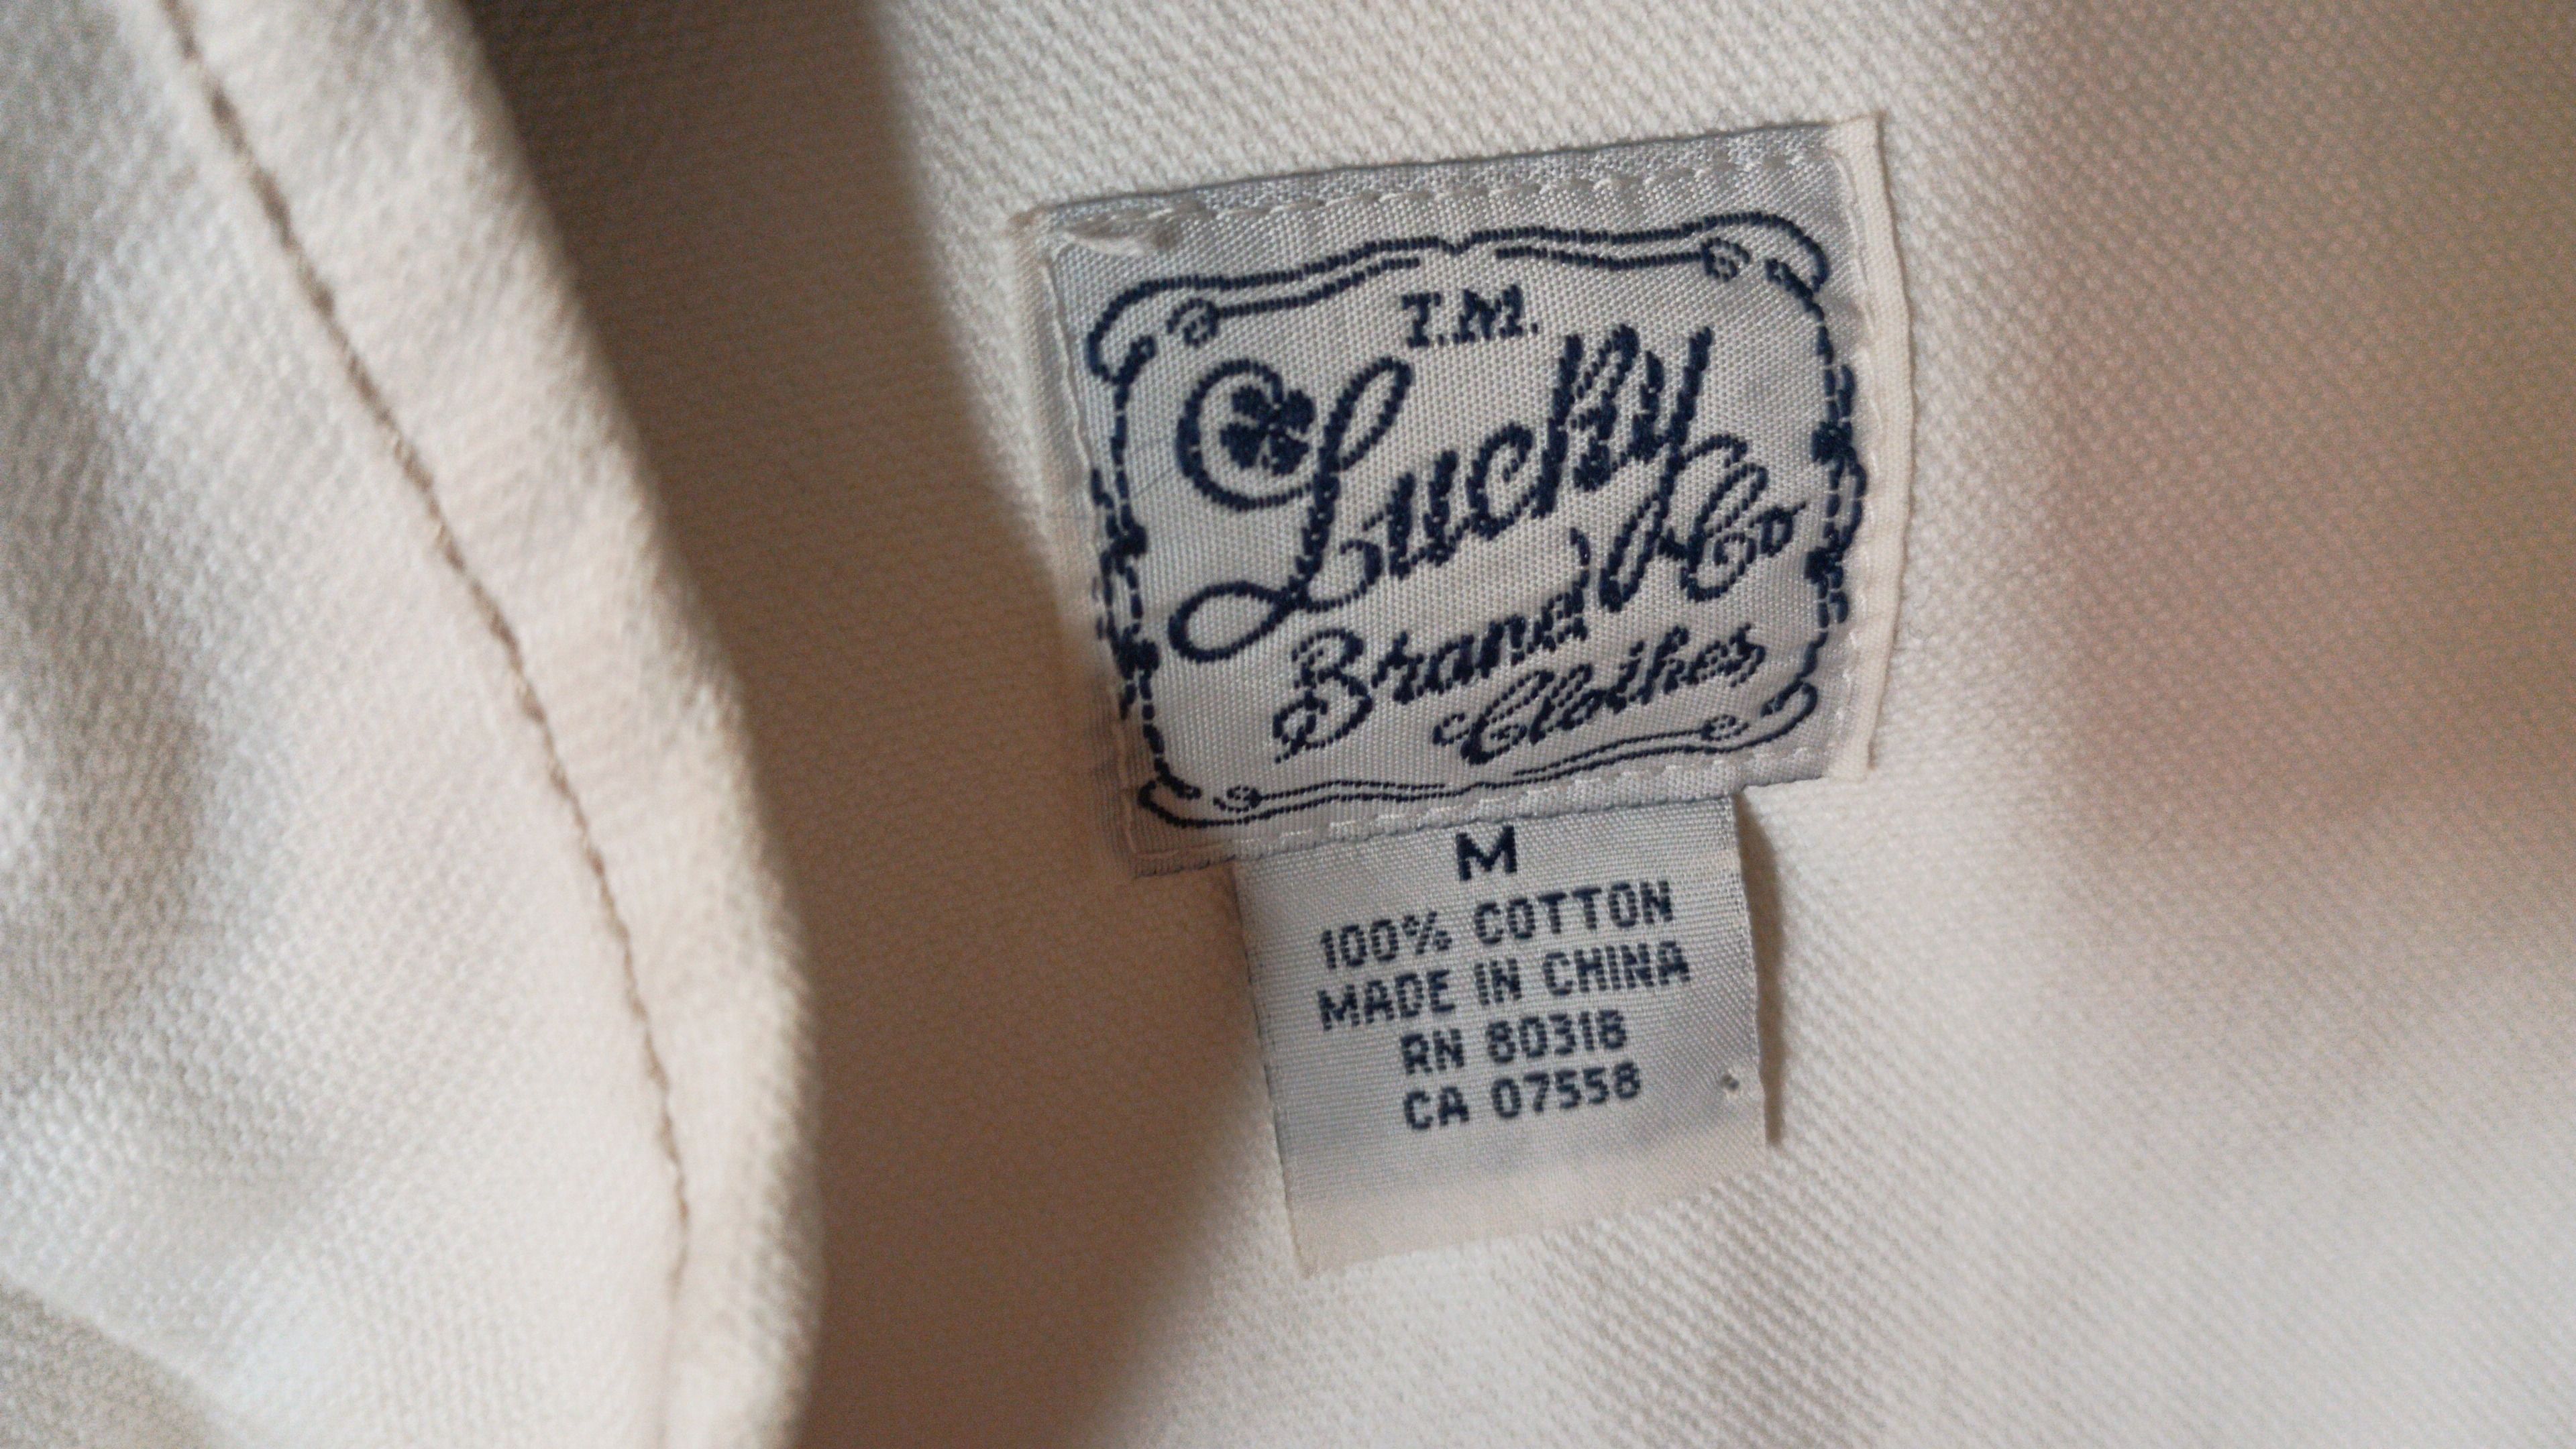 T.M.
Lucky
Brand & Co
Clothes
M
100% COTTON
MADE IN CHINA
RN 80318
CA 07558